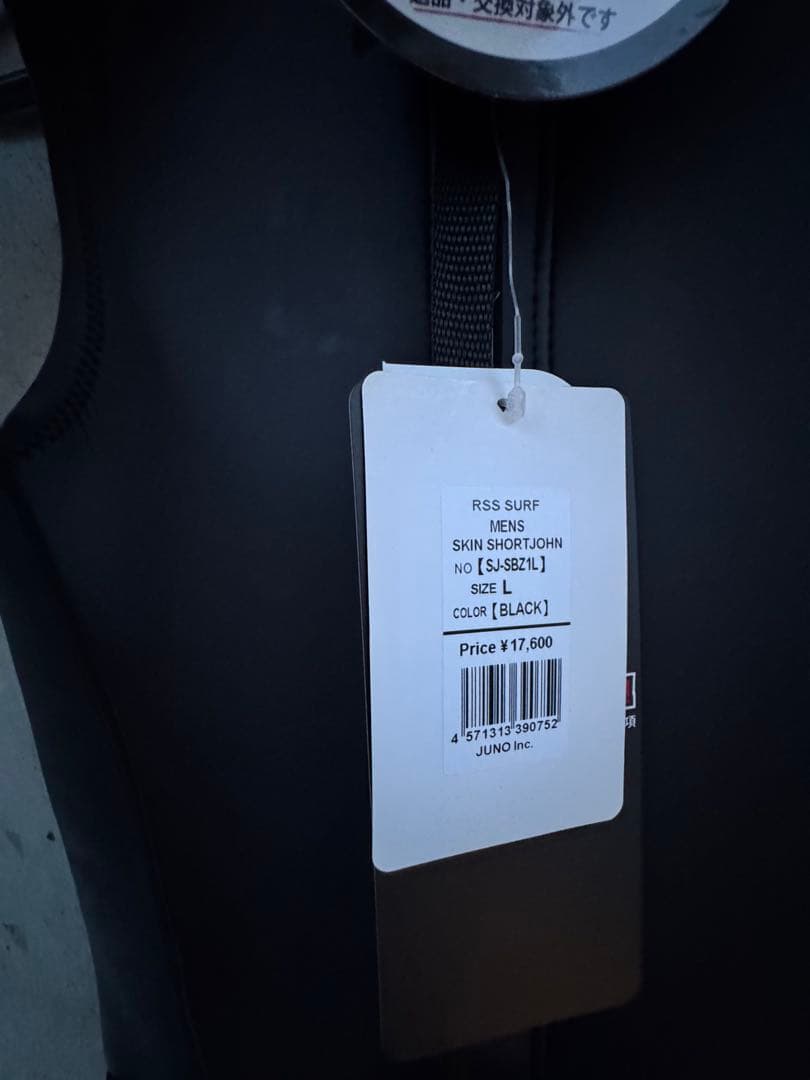 返品・交換対象外です
RSS SURF
MENS
SKIN SHORTJOHN
NO【SJ-SBZ1L】
SIZE L
COLOR【BLACK】
Price ¥17,600
4 571313 390752
JUNO Inc.
項